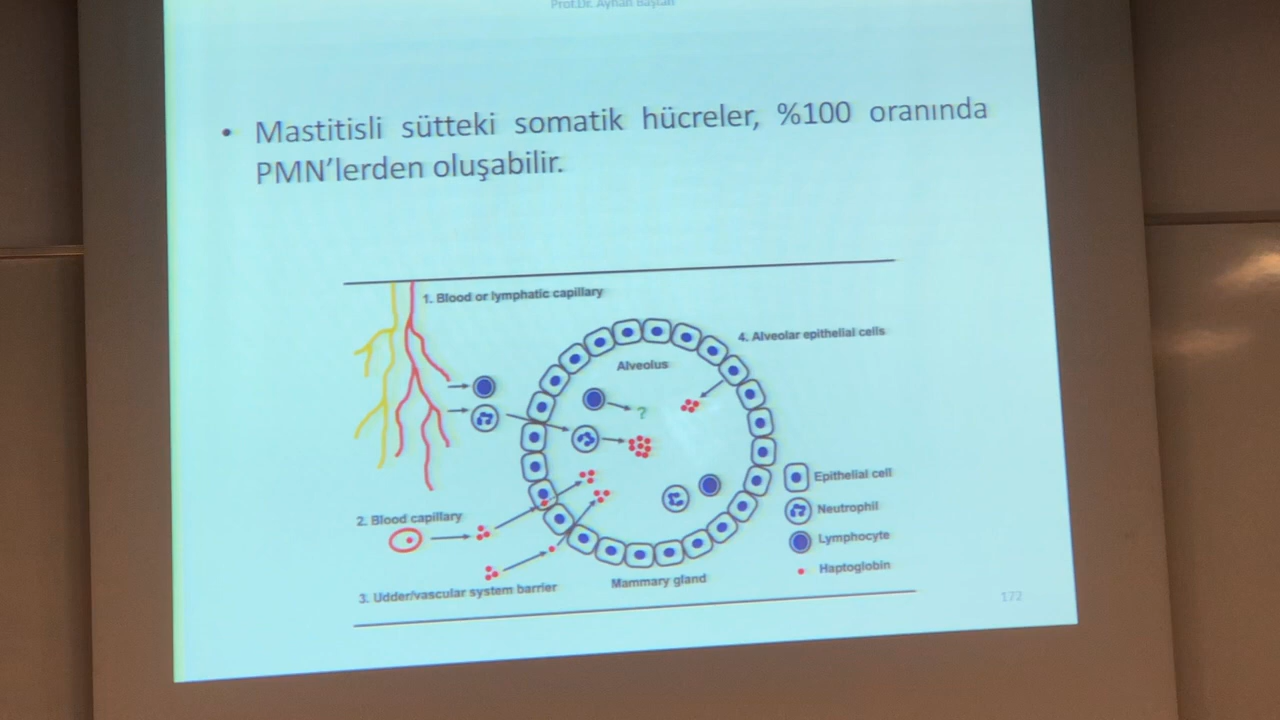 Prof.Dr. Ayhan Baştan
• Mastitisli sütteki somatik hücreler, %100 oranında
PMN'lerden oluşabilir.
1. Blood or lymphatic capillary
4. Alveolar epithelial cells
Alveolus
?
2. Blood capillary
3. Udder/vascular system barrier
Mammary gland
Epithelial cell
Neutrophil
Lymphocyte
Haptoglobin
172